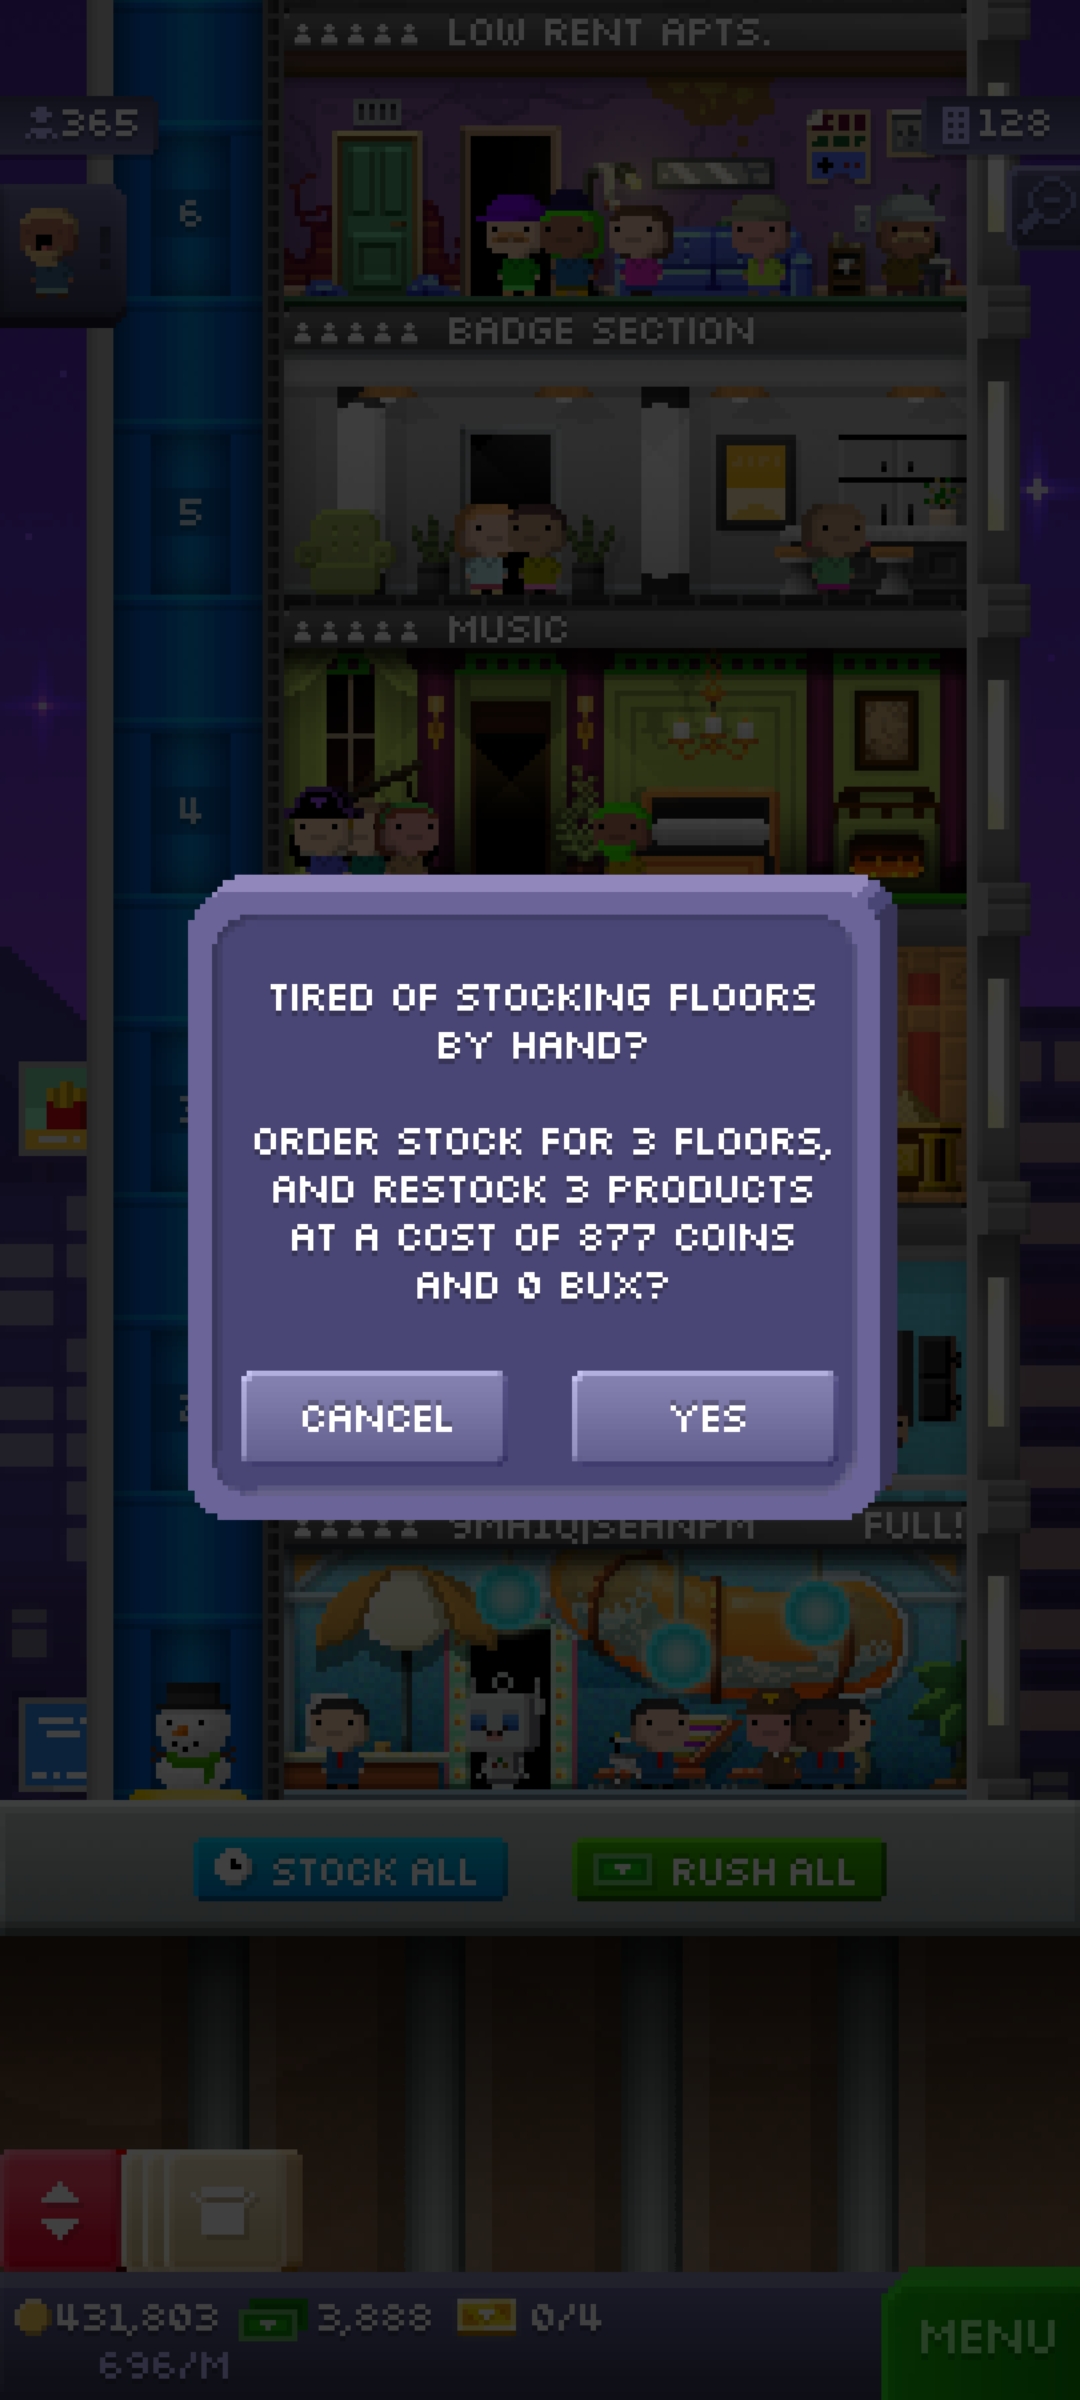 LOW RENT APTS.
365
128
6
BADGE SECTION
5
MUSIC
4
TIRED OF STOCKING FLOORS
BY HAND?
ORDER STOCK FOR 3 FLOORS,
AND RESTOCK 3 PRODUCTS
AT A COST OF 877 COINS
AND 0 BUX?
CANCEL
YES
FULL!
STOCK ALL
RUSH ALL
431,803
3,888
0/4
696/M
MENU